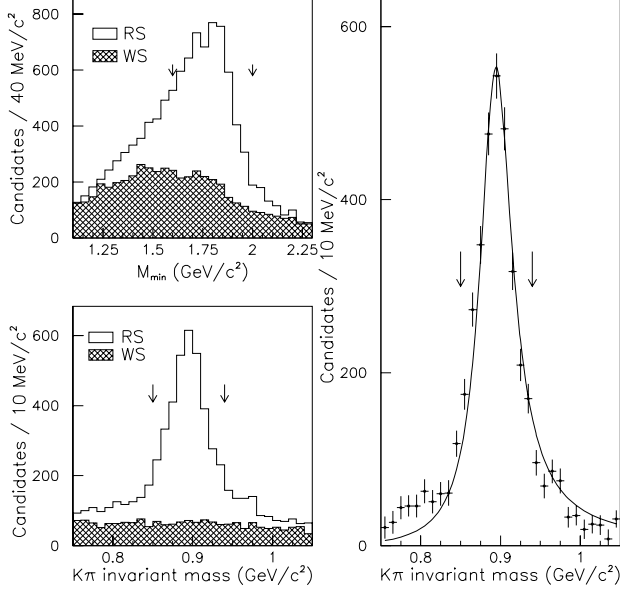 Candidates / 40 MeV/c²
800
600
400
200
0
RS
WS
1.25
1.5
1.75
2
2.25
M_min (GeV/c²)
Candidates / 10 MeV/c²
600
400
200
0
RS
WS
0.8
0.9
1
Kπ invariant mass (GeV/c²)
Candidates / 10 MeV/c²
600
400
200
0
0.8
0.9
1
Kπ invariant mass (GeV/c²)